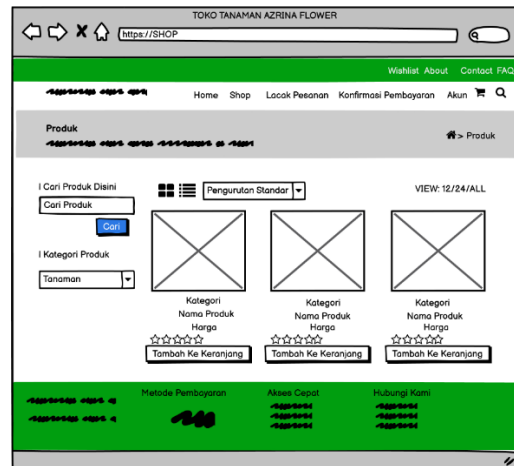 TOKO TANAMAN AZRINA FLOWER
https://SHOP
Wishlist About Contact FAQ
Home Shop Lacak Pesanan Konfirmasi Pembayaran Akun
Produk
> Produk
| Cari Produk Disini
Pengurutan Standar
VIEW: 12/24/ALL
Cari Produk
Cari
| Kategori Produk
Tanaman
Kategori Kategori Kategori
Nama Produk Nama Produk Nama Produk
Harga Harga Harga
Tambah Ke Keranjang Tambah Ke Keranjang Tambah Ke Keranjang
Metode Pembayaran Akses Cepat Hubungi Kami